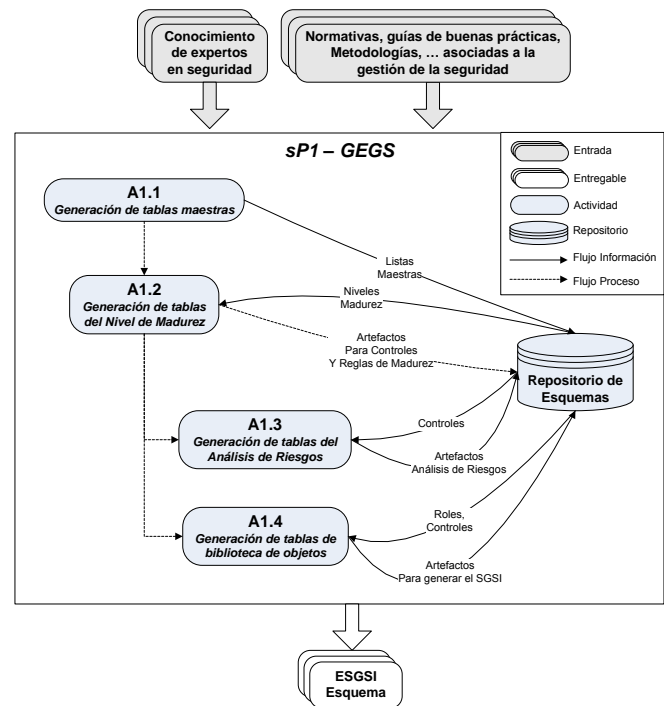 Conocimiento
de expertos
en seguridad
Normativas, guías de buenas prácticas,
Metodologías, … asociadas a la
gestión de la seguridad
sP1 – GEGS
Entrada
Entregable
Actividad
Repositorio
Flujo Información
Flujo Proceso
A1.1
Generación de tablas maestras
Listas
Maestras
A1.2
Generación de tablas
del Nivel de Madurez
Niveles
Madurez
Artefactos
Para Controles
Y Reglas de Madurez
Repositorio de
Esquemas
A1.3
Generación de tablas del
Análisis de Riesgos
Controles
Artefactos
Análisis de Riesgos
A1.4
Generación de tablas de
biblioteca de objetos
Roles,
Controles
Artefactos
Para generar el SGSI
ESGSI
Esquema